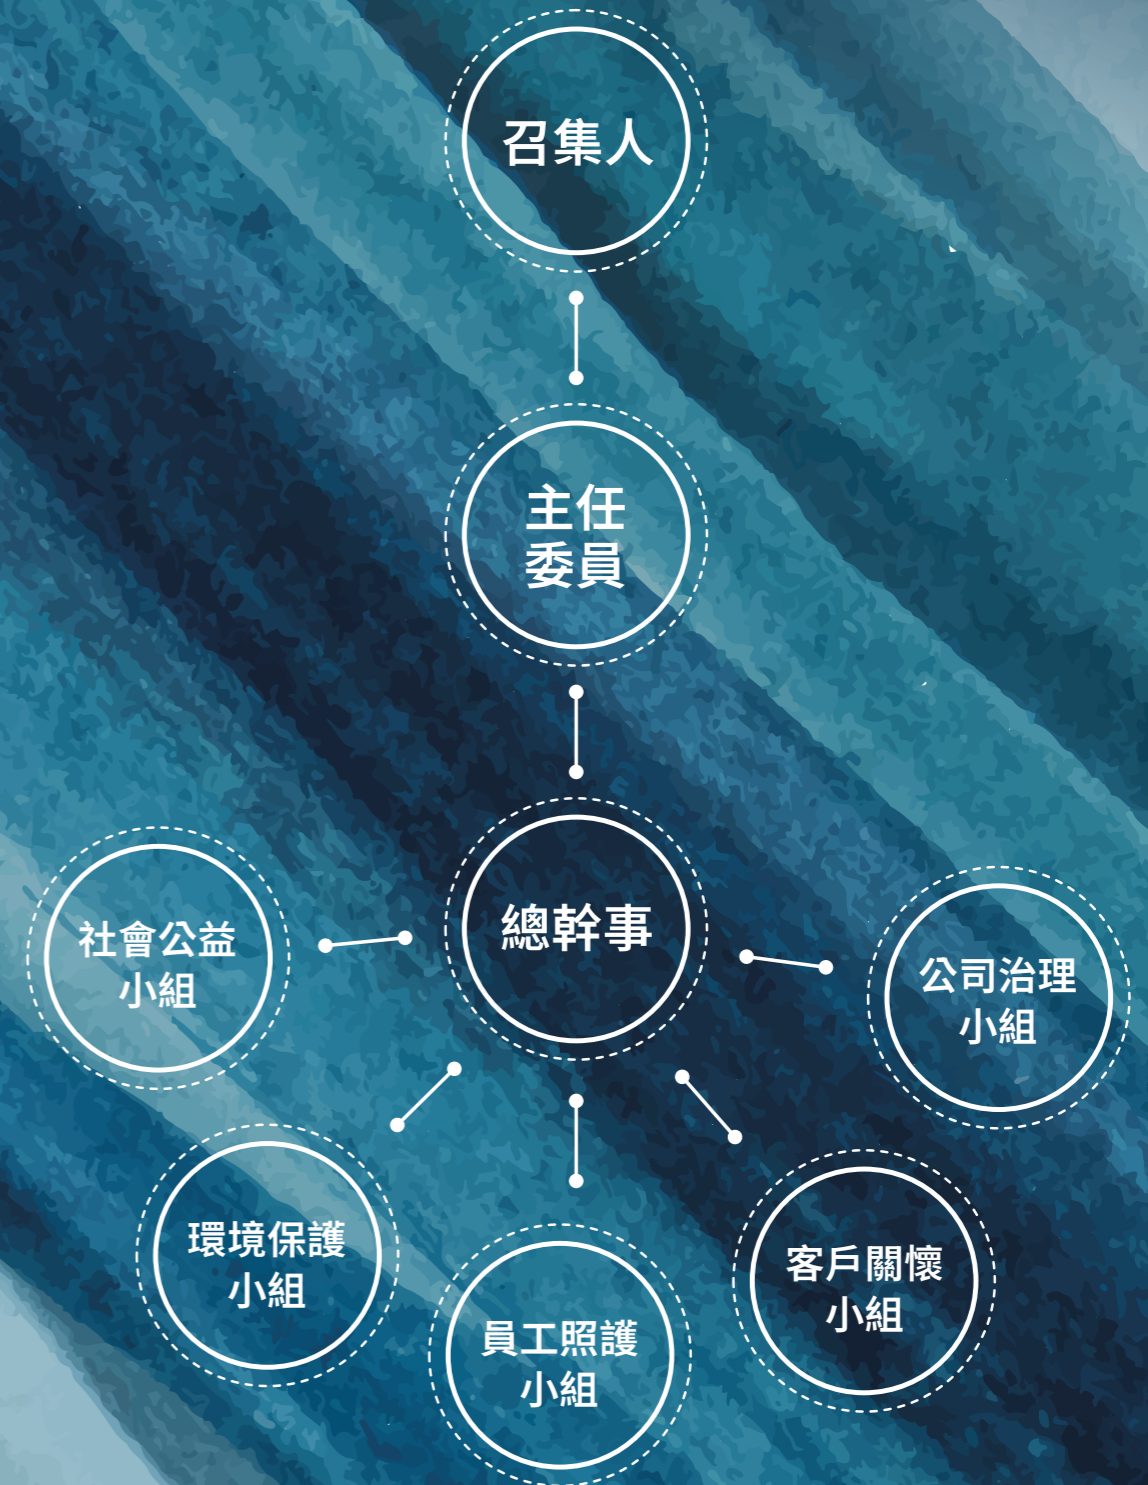 召集人
主任
委員
總幹事
社會公益
小組
公司治理
小組
環境保護
小組
員工照護
小組
客戶關懷
小組